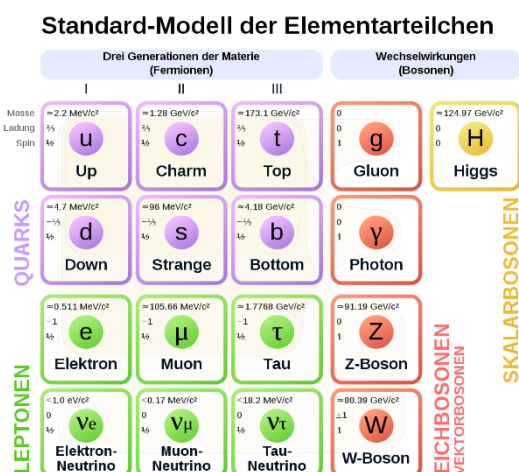 Standard-Modell der Elementarteilchen
Drei Generationen der Materie
(Fermionen)
Wechselwirkungen
(Bosonen)
I
II
III
Masse
Ladung
Spin
≃2.2 MeV/c²
⅔
½
u
Up
≃1.28 GeV/c²
⅔
½
c
Charm
≃173.1 GeV/c²
⅔
½
t
Top
0
0
1
g
Gluon
≃124.97 GeV/c²
0
0
H
Higgs
QUARKS
≃4.7 MeV/c²
−⅓
½
d
Down
≃96 MeV/c²
−⅓
½
s
Strange
≃4.18 GeV/c²
−⅓
½
b
Bottom
0
0
1
γ
Photon
SKALARBOSONEN
LEPTONEN
≃0.511 MeV/c²
−1
½
e
Elektron
≃105.66 MeV/c²
−1
½
μ
Muon
≃1.7768 GeV/c²
−1
½
τ
Tau
≃91.19 GeV/c²
0
1
Z
Z-Boson
EICHBOSONEN
EKTORBOSONEN
<1.0 eV/c²
0
½
νe
Elektron-
Neutrino
<0.17 MeV/c²
0
½
νμ
Muon-
Neutrino
<18.2 MeV/c²
0
½
ντ
Tau-
Neutrino
≃80.39 GeV/c²
±1
1
W
W-Boson